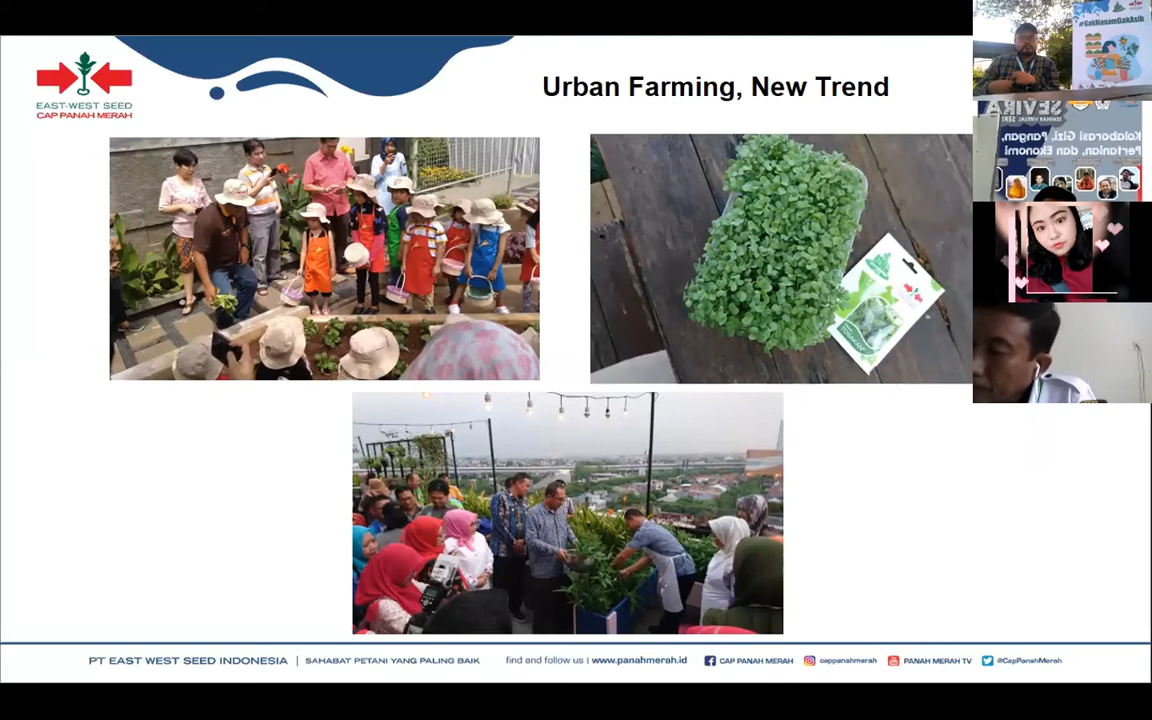 Urban Farming, New Trend
EAST-WEST SEED
CAP PANAH MERAH
#GakNanamGakAsik
SEVIRA
SEMINAR VIRTUAL
Kolaborasi Gizi, Pangan,
Pertanian, dan Ekonomi
PT EAST WEST SEED INDONESIA | SAHABAT PETANI YANG PALING BAIK find and follow us | www.panahmerah.id CAP PANAH MERAH cappanahmerah PANAH MERAH TV @CapPanahMerah